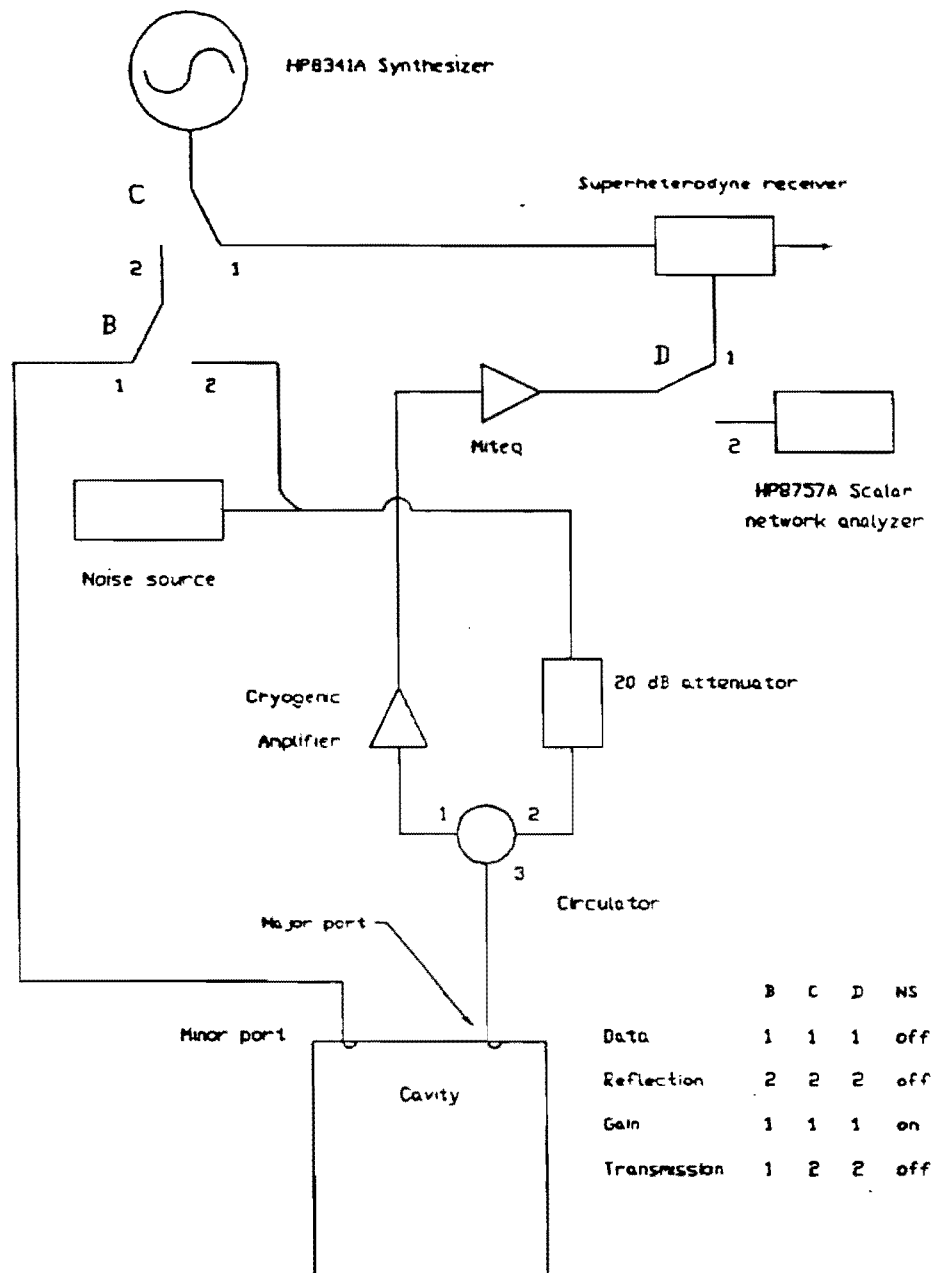 HP8341A Synthesizer
C
Superheterodyne receiver
2
1
B
D
1
1
2
Miteq
2
HP8757A Scalar
network analyzer
Noise source
20 dB attenuator
Cryogenic
Amplifier
1
2
3
Circulator
Major port
B C D NS
Minor port
Data 1 1 1 off
Cavity
Reflection 2 2 2 off
Gain 1 1 1 on
Transmission 1 2 2 off